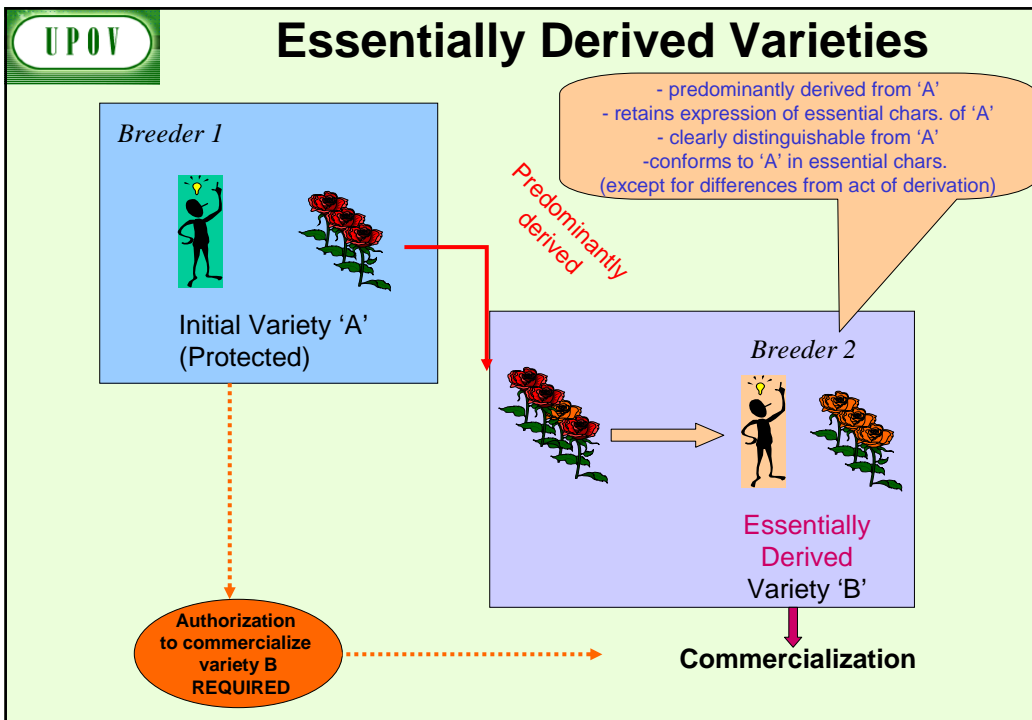 UPOV
Essentially Derived Varieties
- predominantly derived from ‘A’
- retains expression of essential chars. of ‘A’
- clearly distinguishable from ‘A’
-conforms to ‘A’ in essential chars.
(except for differences from act of derivation)
Breeder 1
Predominantly
derived
Initial Variety ‘A’
(Protected)
Breeder 2
Essentially
Derived
Variety ‘B’
Authorization
to commercialize
variety B
REQUIRED
Commercialization